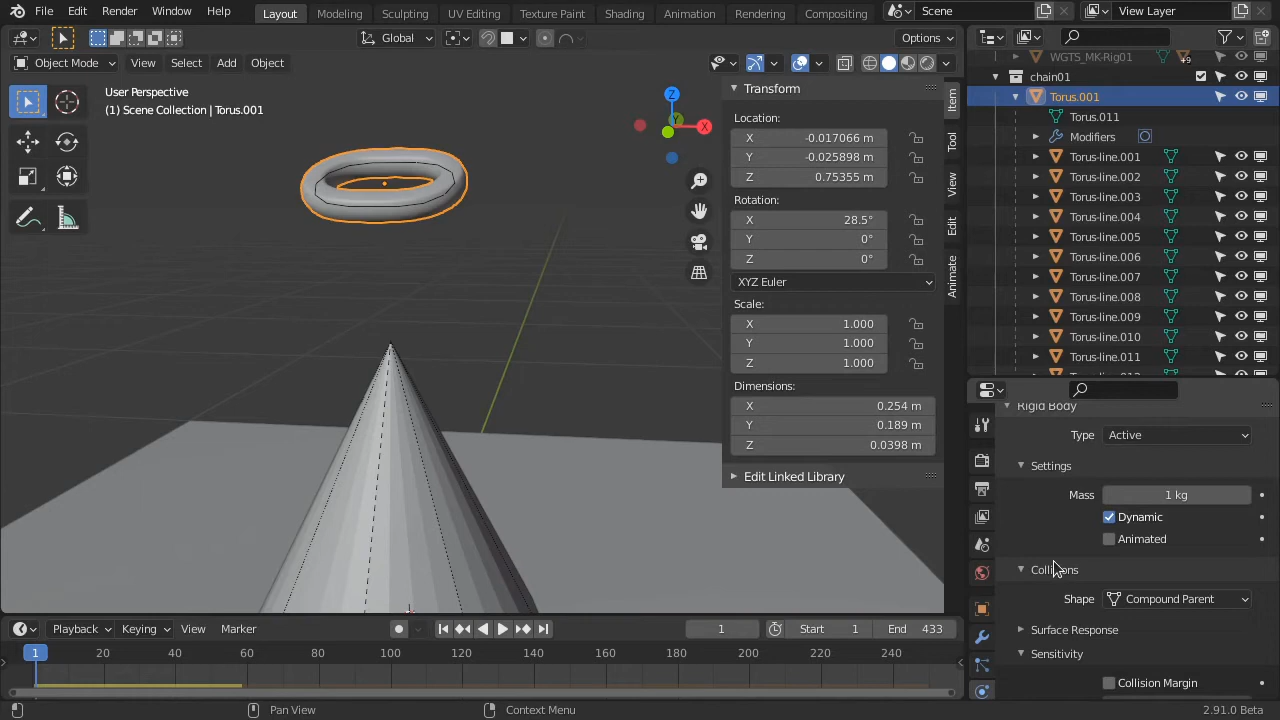 File Edit Render Window Help Layout Modeling Sculpting UV Editing Texture Paint Shading Animation Rendering Compositing Scene View Layer
Global Options
Object Mode View Select Add Object
User Perspective
(1) Scene Collection | Torus.001
Z
Y
X
Transform
Location:
X -0.017066 m
Y -0.025898 m
Z 0.75355 m
Rotation:
X 28.5°
Y 0°
Z 0°
XYZ Euler
Scale:
X 1.000
Y 1.000
Z 1.000
Dimensions:
X 0.254 m
Y 0.189 m
Z 0.0398 m
Edit Linked Library
Item
Tool
View
Edit
Animate
WGTS_MK-Rig01
chain01
Torus.001
Torus.011
Modifiers
Torus-line.001
Torus-line.002
Torus-line.003
Torus-line.004
Torus-line.005
Torus-line.006
Torus-line.007
Torus-line.008
Torus-line.009
Torus-line.010
Torus-line.011
Rigid Body
Type Active
Settings
Mass 1 kg
Dynamic
Animated
Collisions
Shape Compound Parent
Surface Response
Sensitivity
Collision Margin
Playback Keying View Marker 1 Start 1 End 433
1 20 40 60 80 100 120 140 160 180 200 220 240
Pan View Context Menu 2.91.0 Beta